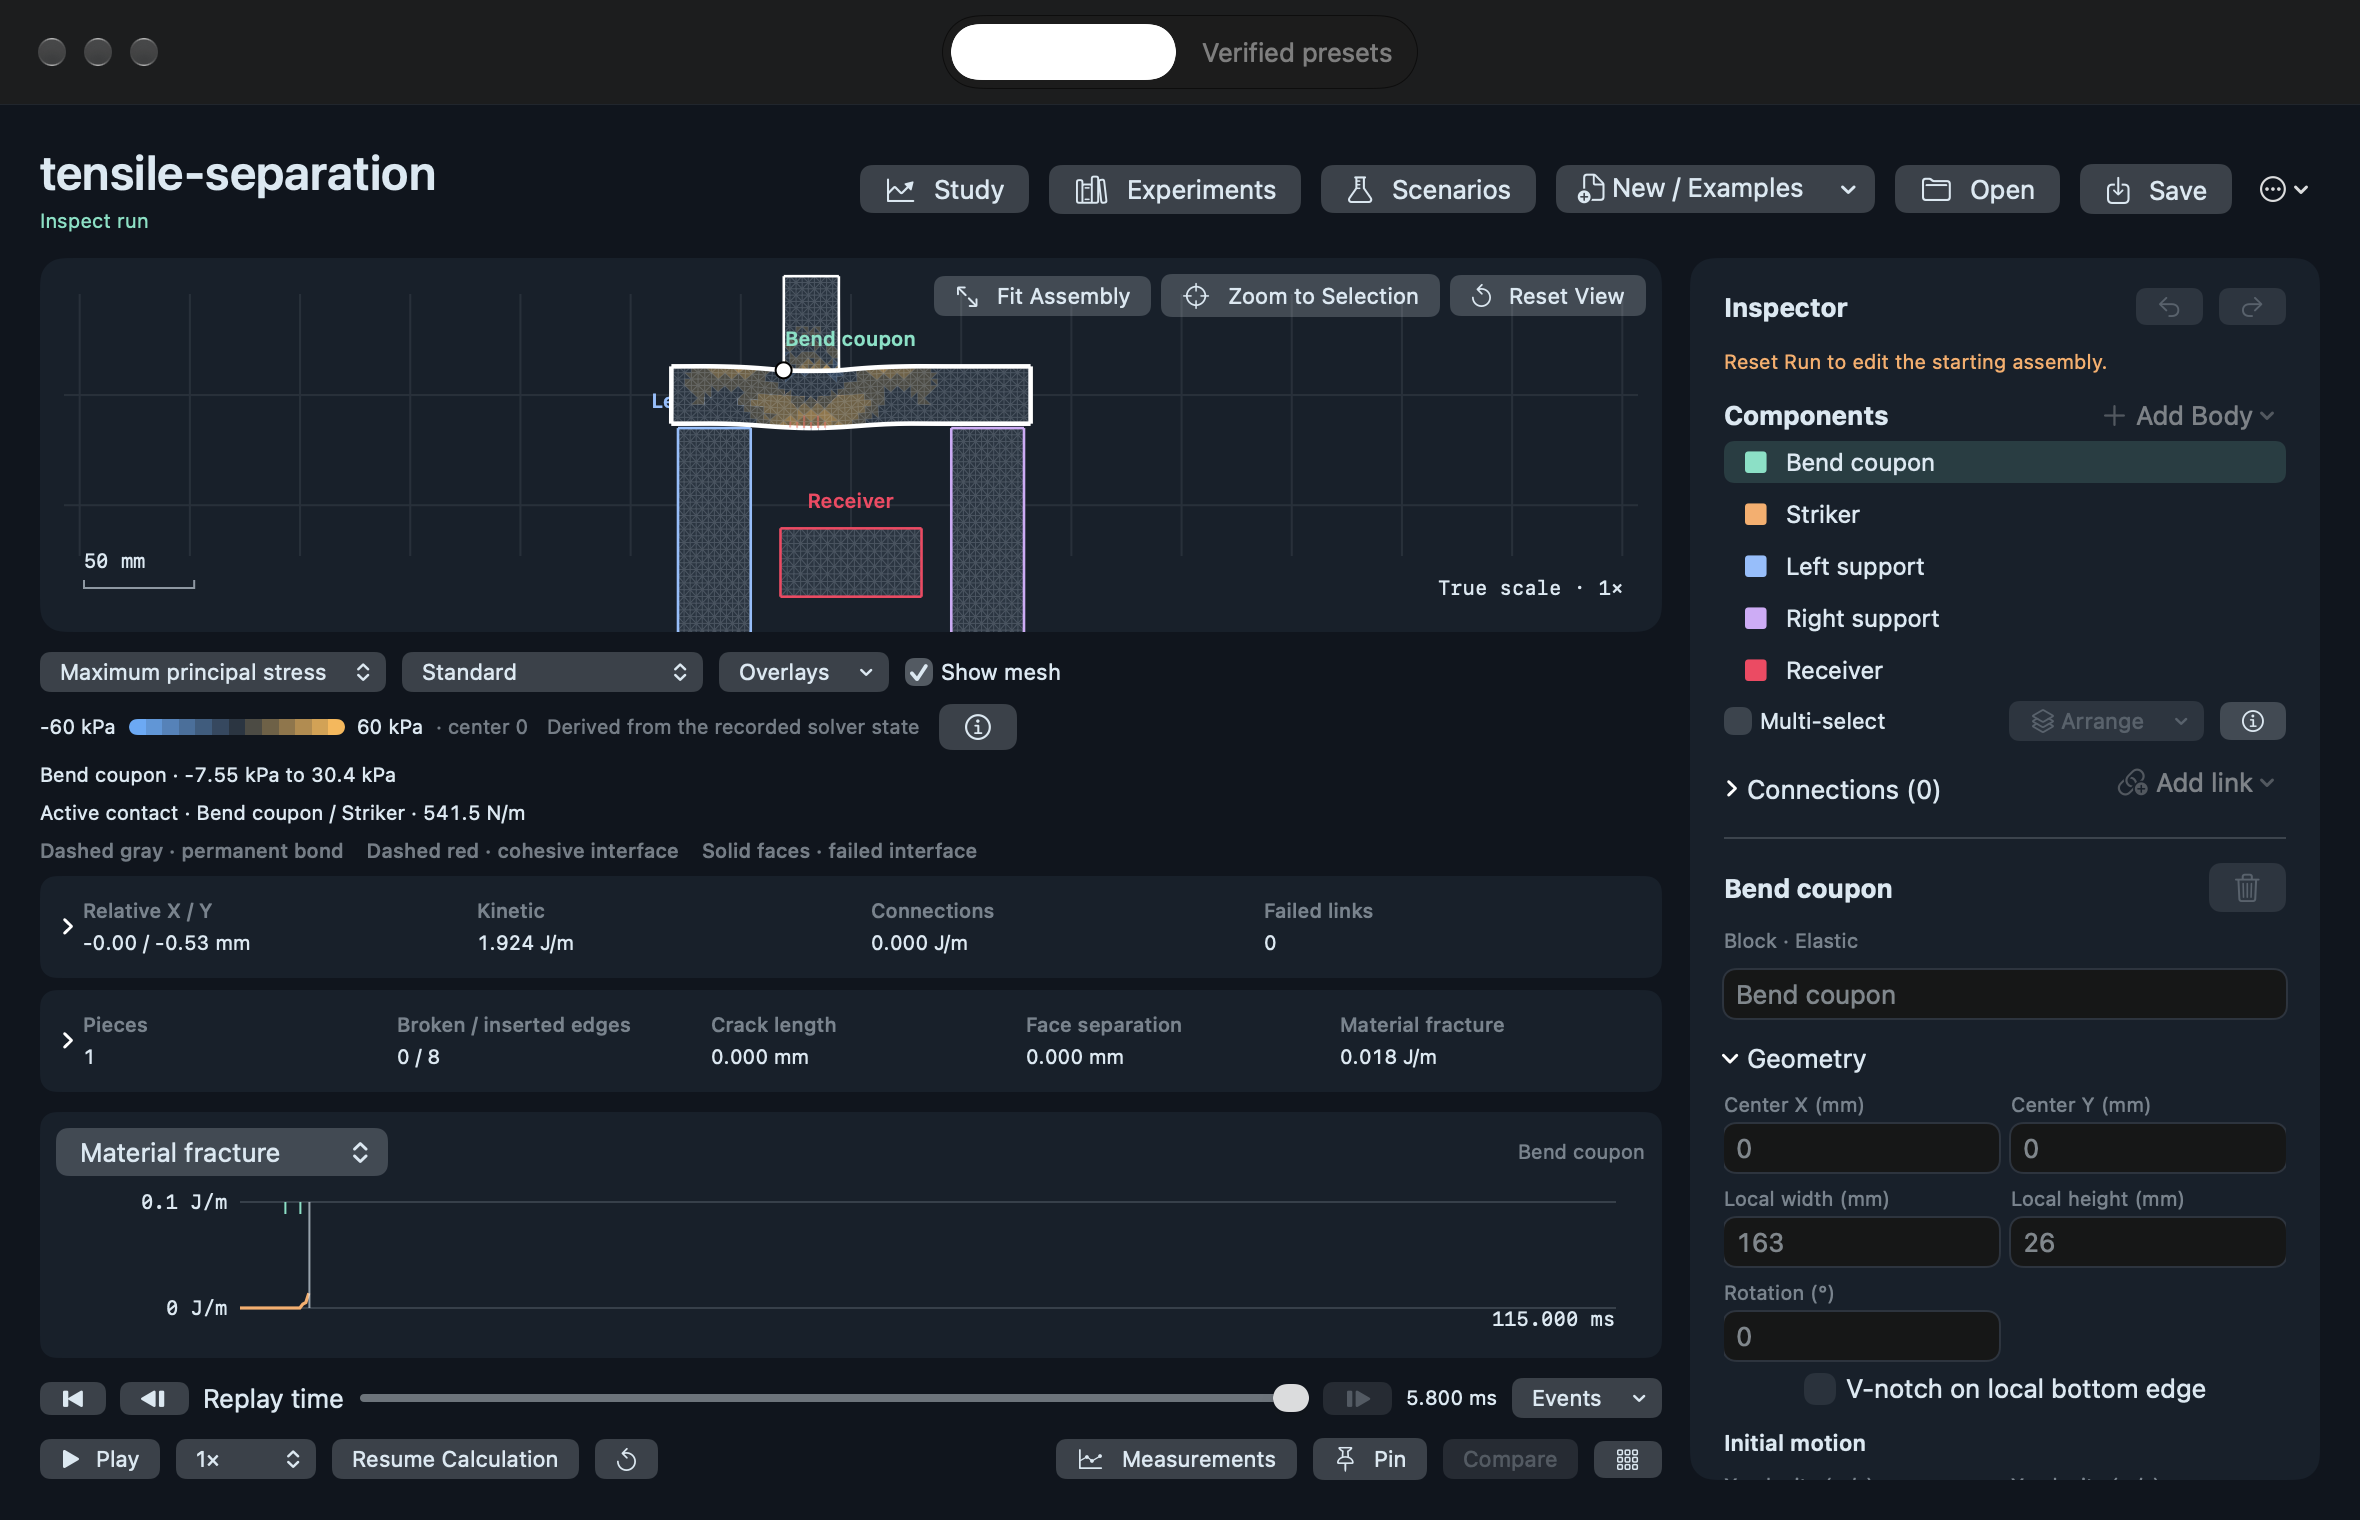 Verified presets
tensile-separation
Inspect run
Study
Experiments
Scenarios
New / Examples
Open
Save
Fit Assembly
Zoom to Selection
Reset View
Bend coupon
Le
Receiver
50 mm
True scale · 1×
Maximum principal stress
Standard
Overlays
Show mesh
-60 kPa
60 kPa · center 0 Derived from the recorded solver state
Bend coupon · -7.55 kPa to 30.4 kPa
Active contact · Bend coupon / Striker · 541.5 N/m
Dashed gray · permanent bond Dashed red · cohesive interface Solid faces · failed interface
Relative X / Y
-0.00 / -0.53 mm
Kinetic
1.924 J/m
Connections
0.000 J/m
Failed links
0
Pieces
1
Broken / inserted edges
0 / 8
Crack length
0.000 mm
Face separation
0.000 mm
Material fracture
0.018 J/m
Material fracture
Bend coupon
0.1 J/m
0 J/m
115.000 ms
Replay time
5.800 ms
Events
Play
1×
Resume Calculation
Measurements
Pin
Compare
Inspector
Reset Run to edit the starting assembly.
Components
Add Body
Bend coupon
Striker
Left support
Right support
Receiver
Multi-select
Arrange
Connections (0)
Add link
Bend coupon
Block · Elastic
Bend coupon
Geometry
Center X (mm)
Center Y (mm)
0
0
Local width (mm)
Local height (mm)
163
26
Rotation (°)
0
V-notch on local bottom edge
Initial motion